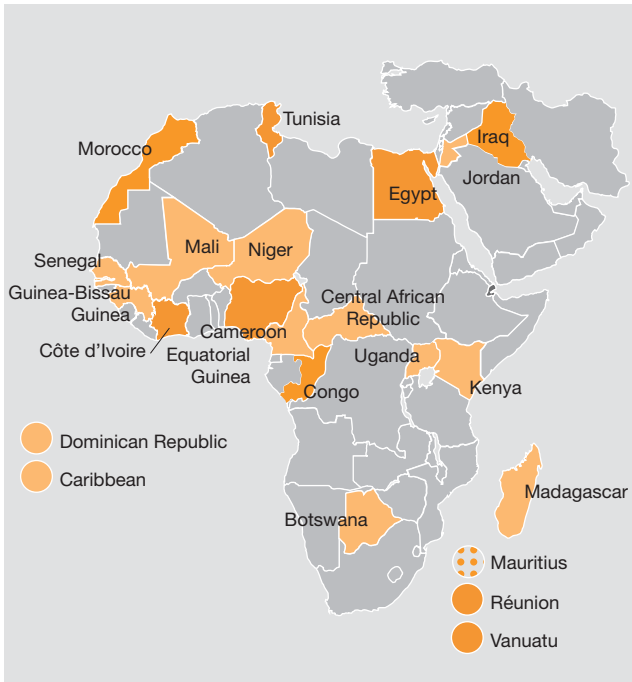 Tunisia
Morocco
Iraq
Jordan
Egypt
Mali
Niger
Senegal
Guinea-Bissau
Guinea
Central African
Republic
Cameroon
Côte d'Ivoire
Equatorial
Guinea
Uganda
Kenya
Congo
Dominican Republic
Caribbean
Madagascar
Botswana
Mauritius
Réunion
Vanuatu